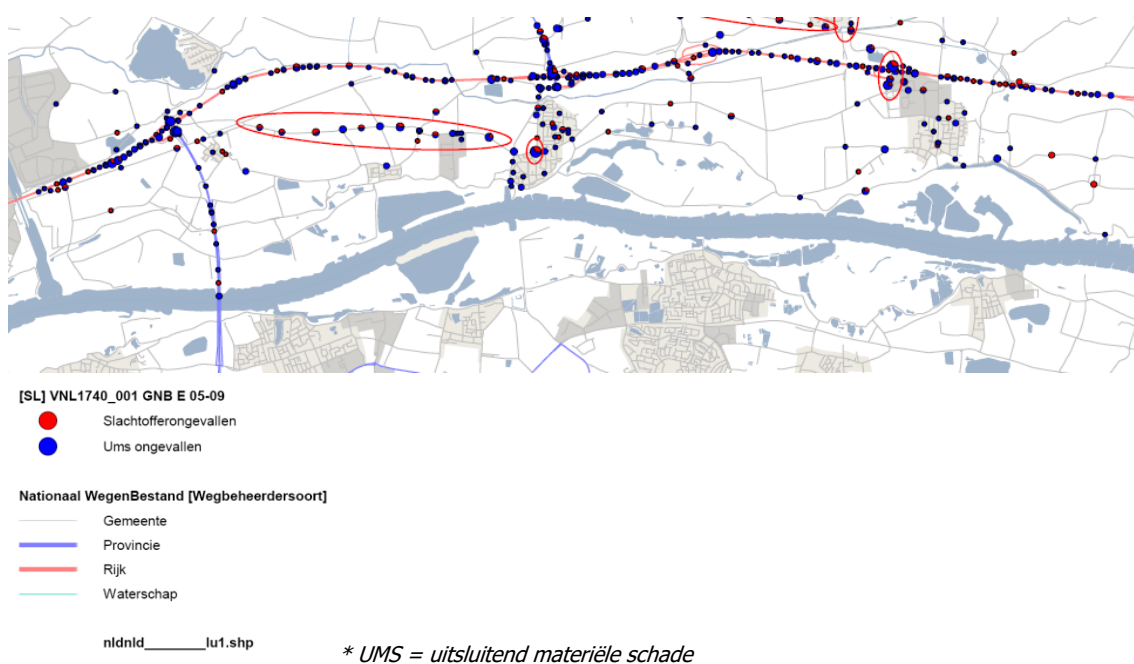 [SL] VNL1740_001 GNB E 05-09
Slachtofferongevallen
Ums ongevallen
Nationaal WegenBestand [Wegbeheerdersoort]
Gemeente
Provincie
Rijk
Waterschap
nldnld________lu1.shp
* UMS = uitsluitend materiële schade